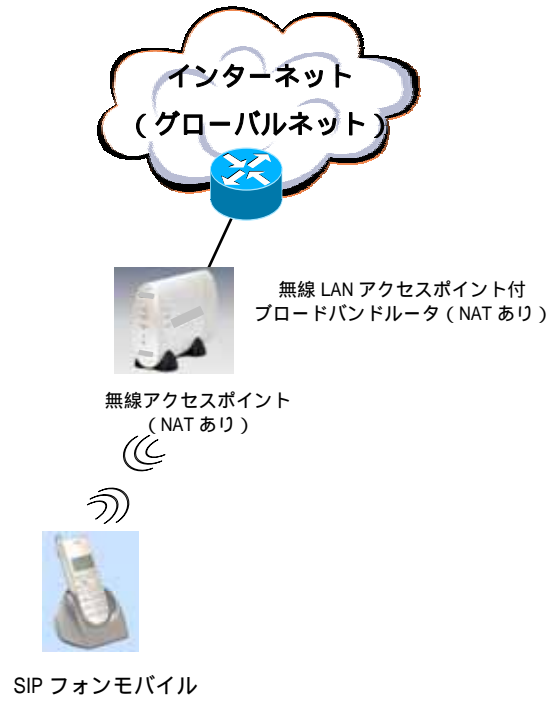 インターネット
(グローバルネット)
無線 LAN アクセスポイント付
ブロードバンドルータ(NAT あり)
無線アクセスポイント
(NAT あり)
SIP フォンモバイル